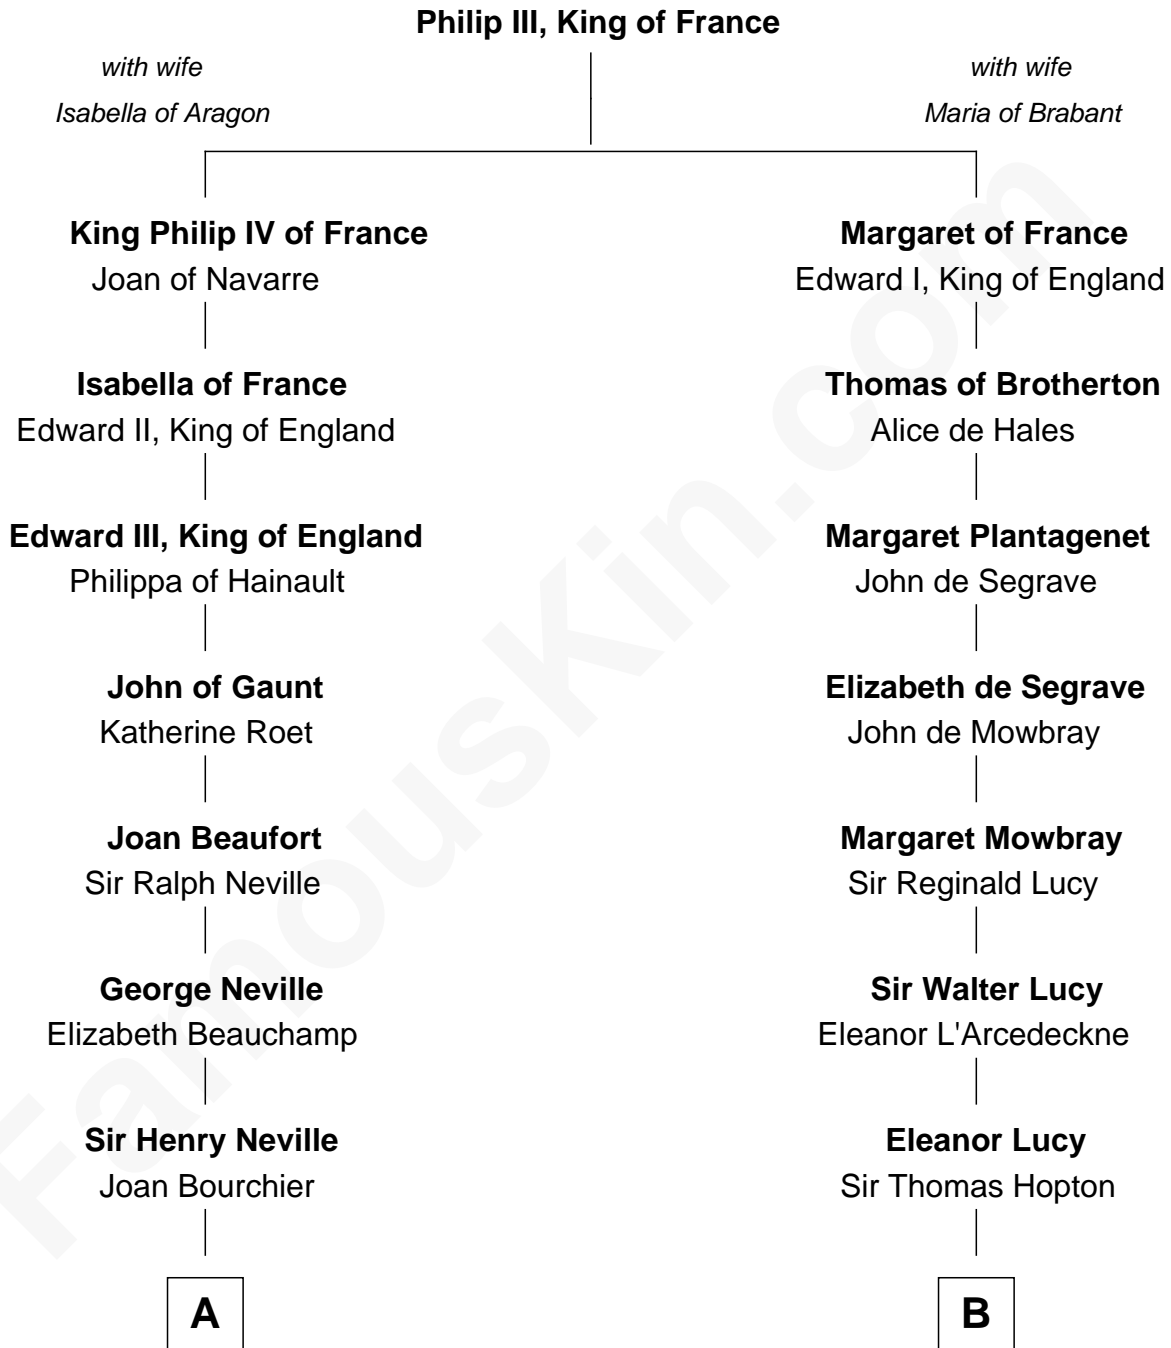 Philip III, King of France
with wife
Isabella of Aragon
with wife
Maria of Brabant
King Philip IV of France
Joan of Navarre
Margaret of France
Edward I, King of England
Isabella of France
Edward II, King of England
Thomas of Brotherton
Alice de Hales
Edward III, King of England
Philippa of Hainault
Margaret Plantagenet
John de Segrave
John of Gaunt
Katherine Roet
Elizabeth de Segrave
John de Mowbray
Joan Beaufort
Sir Ralph Neville
Margaret Mowbray
Sir Reginald Lucy
George Neville
Elizabeth Beauchamp
Sir Walter Lucy
Eleanor L'Arcedeckne
Sir Henry Neville
Joan Bourchier
Eleanor Lucy
Sir Thomas Hopton
A
B
FamousKin.com